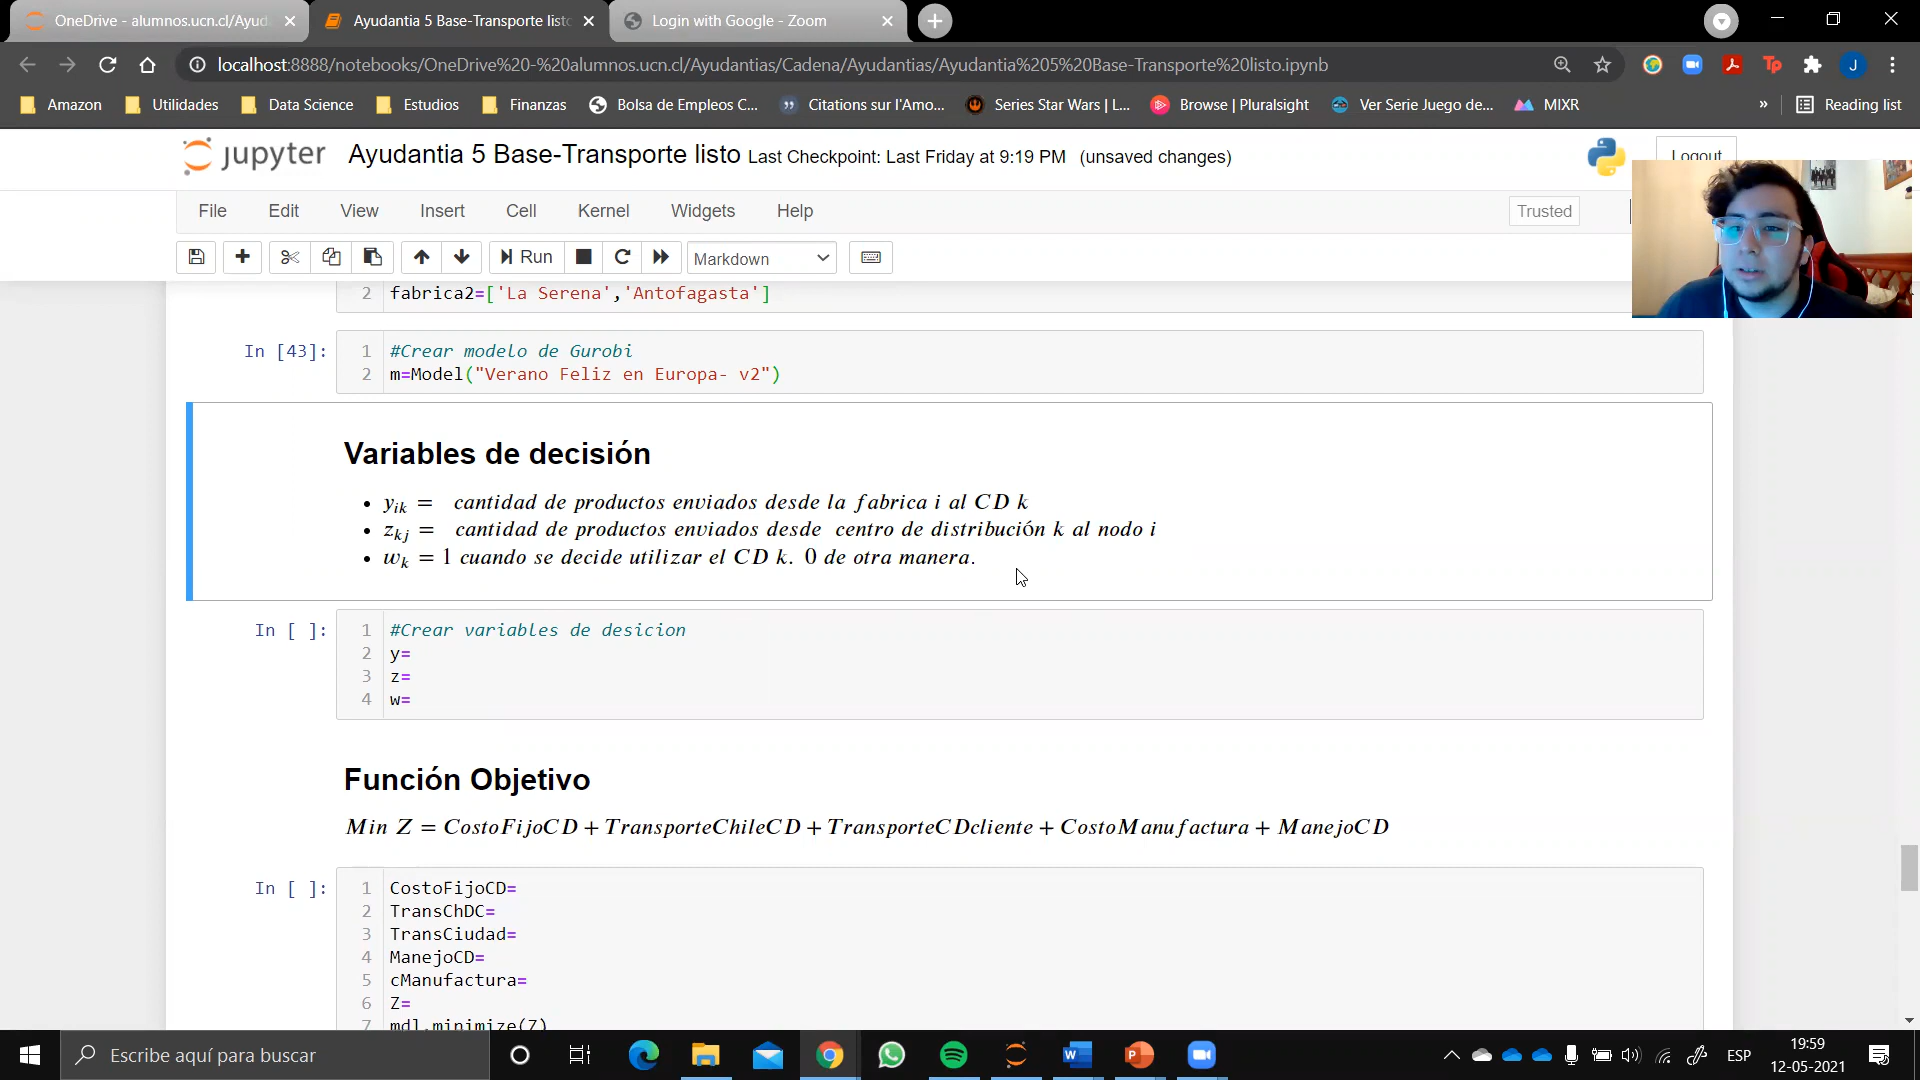 OneDrive - alumnos.ucn.cl/Ayud
Ayudantia 5 Base-Transporte listo
Login with Google - Zoom
localhost:8888/notebooks/OneDrive%20-%20alumnos.ucn.cl/Ayudantias/Cadena/Ayudantias/Ayudantia%205%20Base-Transporte%20listo.ipynb
Tp
J
Amazon
Utilidades
Data Science
Estudios
Finanzas
Bolsa de Empleos C...
Citations sur l'Amo...
Series Star Wars | L...
Browse | Pluralsight
Ver Serie Juego de...
MIXR
»
Reading list
jupyter
Ayudantia 5 Base-Transporte listo Last Checkpoint: Last Friday at 9:19 PM (unsaved changes)
Logout
File Edit View Insert Cell Kernel Widgets Help
Trusted
Run
Markdown
2 fabrica2=['La Serena','Antofagasta']
In [43]:
1 #Crear modelo de Gurobi
2 m=Model("Verano Feliz en Europa- v2")
Variables de decisión
• y_{ik} = cantidad de productos enviados desde la fabrica i al CD k
• z_{kj} = cantidad de productos enviados desde centro de distribución k al nodo i
• w_k = 1 cuando se decide utilizar el CD k. 0 de otra manera.
In [ ]:
1 #Crear variables de desicion
2 y=
3 z=
4 w=
Función Objetivo
Min Z = CostoFijoCD + TransporteChileCD + TransporteCDcliente + CostoManufactura + ManejoCD
In [ ]:
1 CostoFijoCD=
2 TransChDC=
3 TransCiudad=
4 ManejoCD=
5 cManufactura=
6 Z=
7 mdl.minimize(Z)
Escribe aquí para buscar
ESP
19:59
12-05-2021